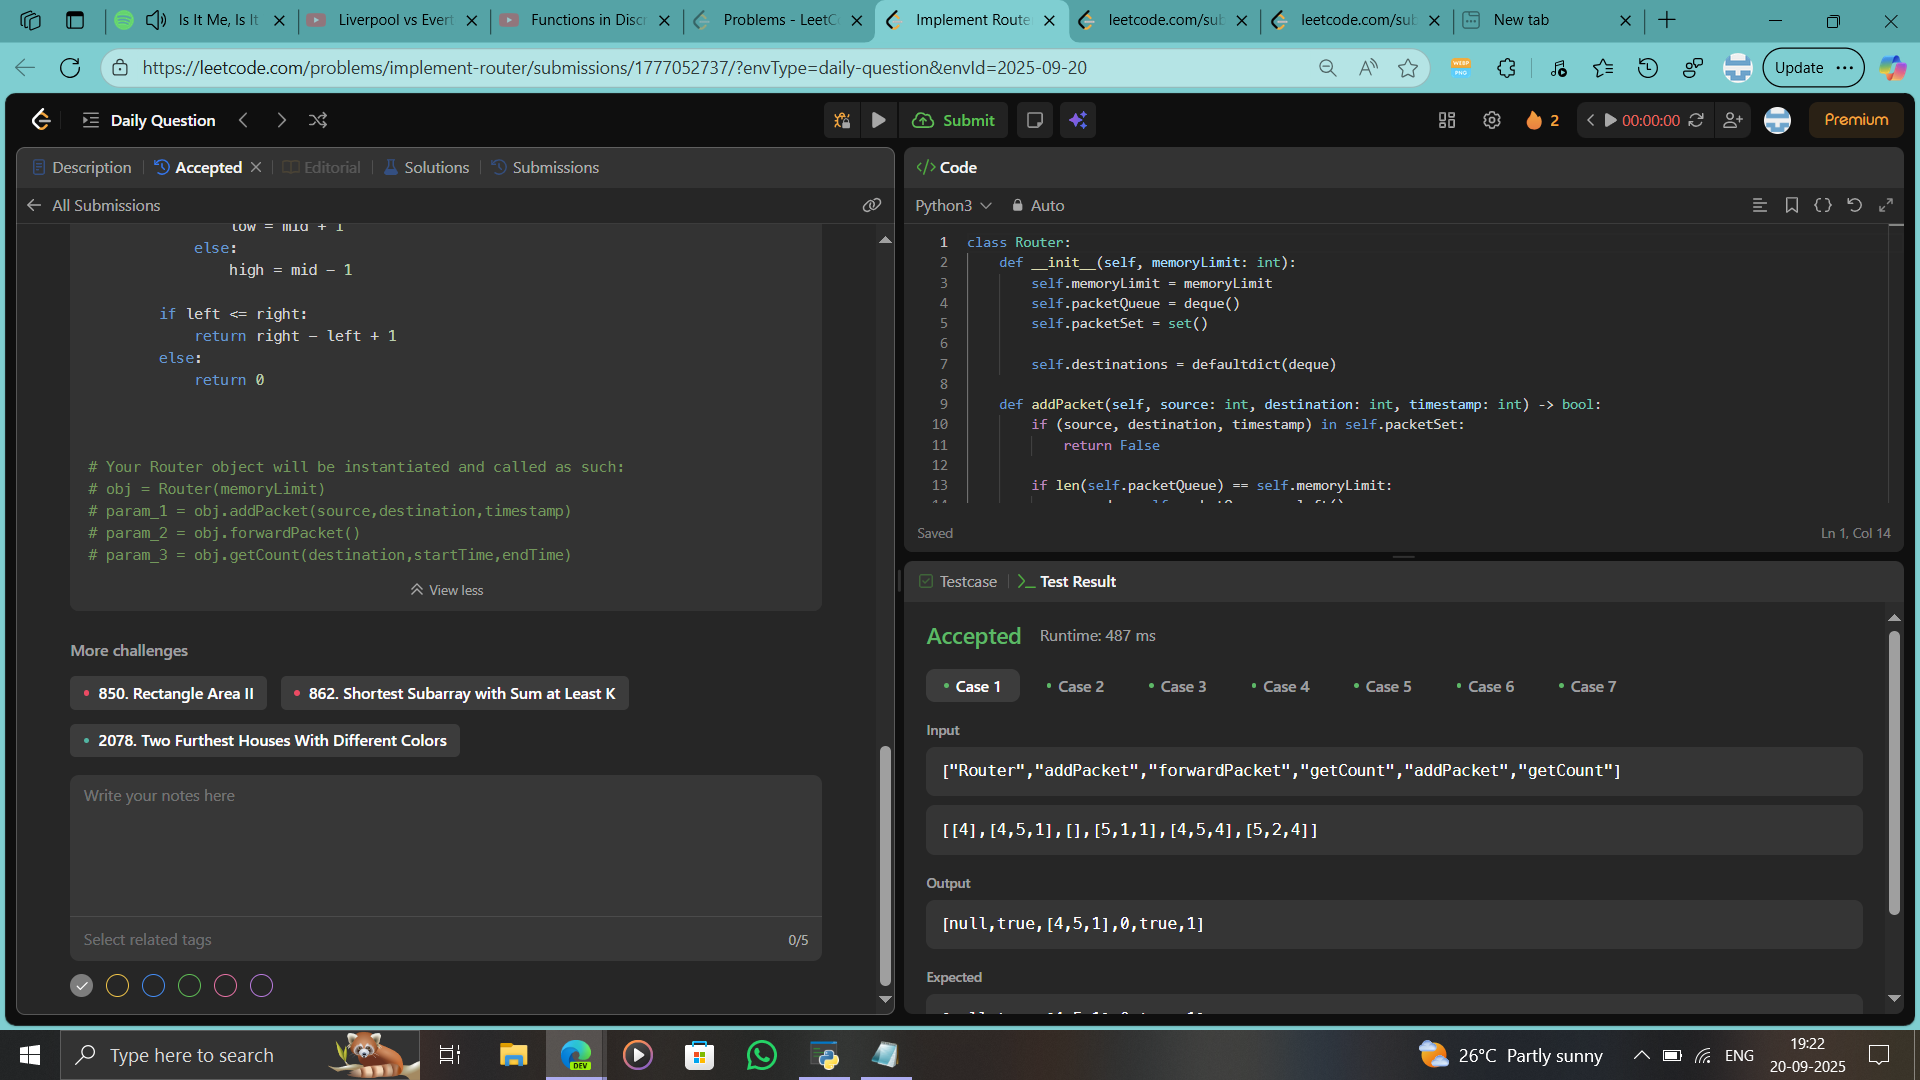 Is It Me, Is It
Liverpool vs Evert
Functions in Discr
Problems - LeetCo
Implement Route
leetcode.com/sub
leetcode.com/sub
New tab
https://leetcode.com/problems/implement-router/submissions/1777052737/?envType=daily-question&envId=2025-09-20
WEBP
PNG
Update
Daily Question
Submit
2
00:00:00
Premium
Description
Accepted
Editorial
Solutions
Submissions
All Submissions
low = mid + 1
else:
high = mid - 1
if left <= right:
return right - left + 1
else:
return 0
# Your Router object will be instantiated and called as such:
# obj = Router(memoryLimit)
# param_1 = obj.addPacket(source,destination,timestamp)
# param_2 = obj.forwardPacket()
# param_3 = obj.getCount(destination,startTime,endTime)
View less
More challenges
850. Rectangle Area II
862. Shortest Subarray with Sum at Least K
2078. Two Furthest Houses With Different Colors
Write your notes here
Select related tags
0/5
</> Code
Python3
Auto
1 class Router:
2 def __init__(self, memoryLimit: int):
3 self.memoryLimit = memoryLimit
4 self.packetQueue = deque()
5 self.packetSet = set()
6
7 self.destinations = defaultdict(deque)
8
9 def addPacket(self, source: int, destination: int, timestamp: int) -> bool:
10 if (source, destination, timestamp) in self.packetSet:
11 return False
12
13 if len(self.packetQueue) == self.memoryLimit:
Saved
Ln 1, Col 14
Testcase
>_ Test Result
Accepted
Runtime: 487 ms
Case 1
Case 2
Case 3
Case 4
Case 5
Case 6
Case 7
Input
["Router","addPacket","forwardPacket","getCount","addPacket","getCount"]
[[4],[4,5,1],[],[5,1,1],[4,5,4],[5,2,4]]
Output
[null,true,[4,5,1],0,true,1]
Expected
Type here to search
DEV
26°C Partly sunny
ENG
19:22
20-09-2025